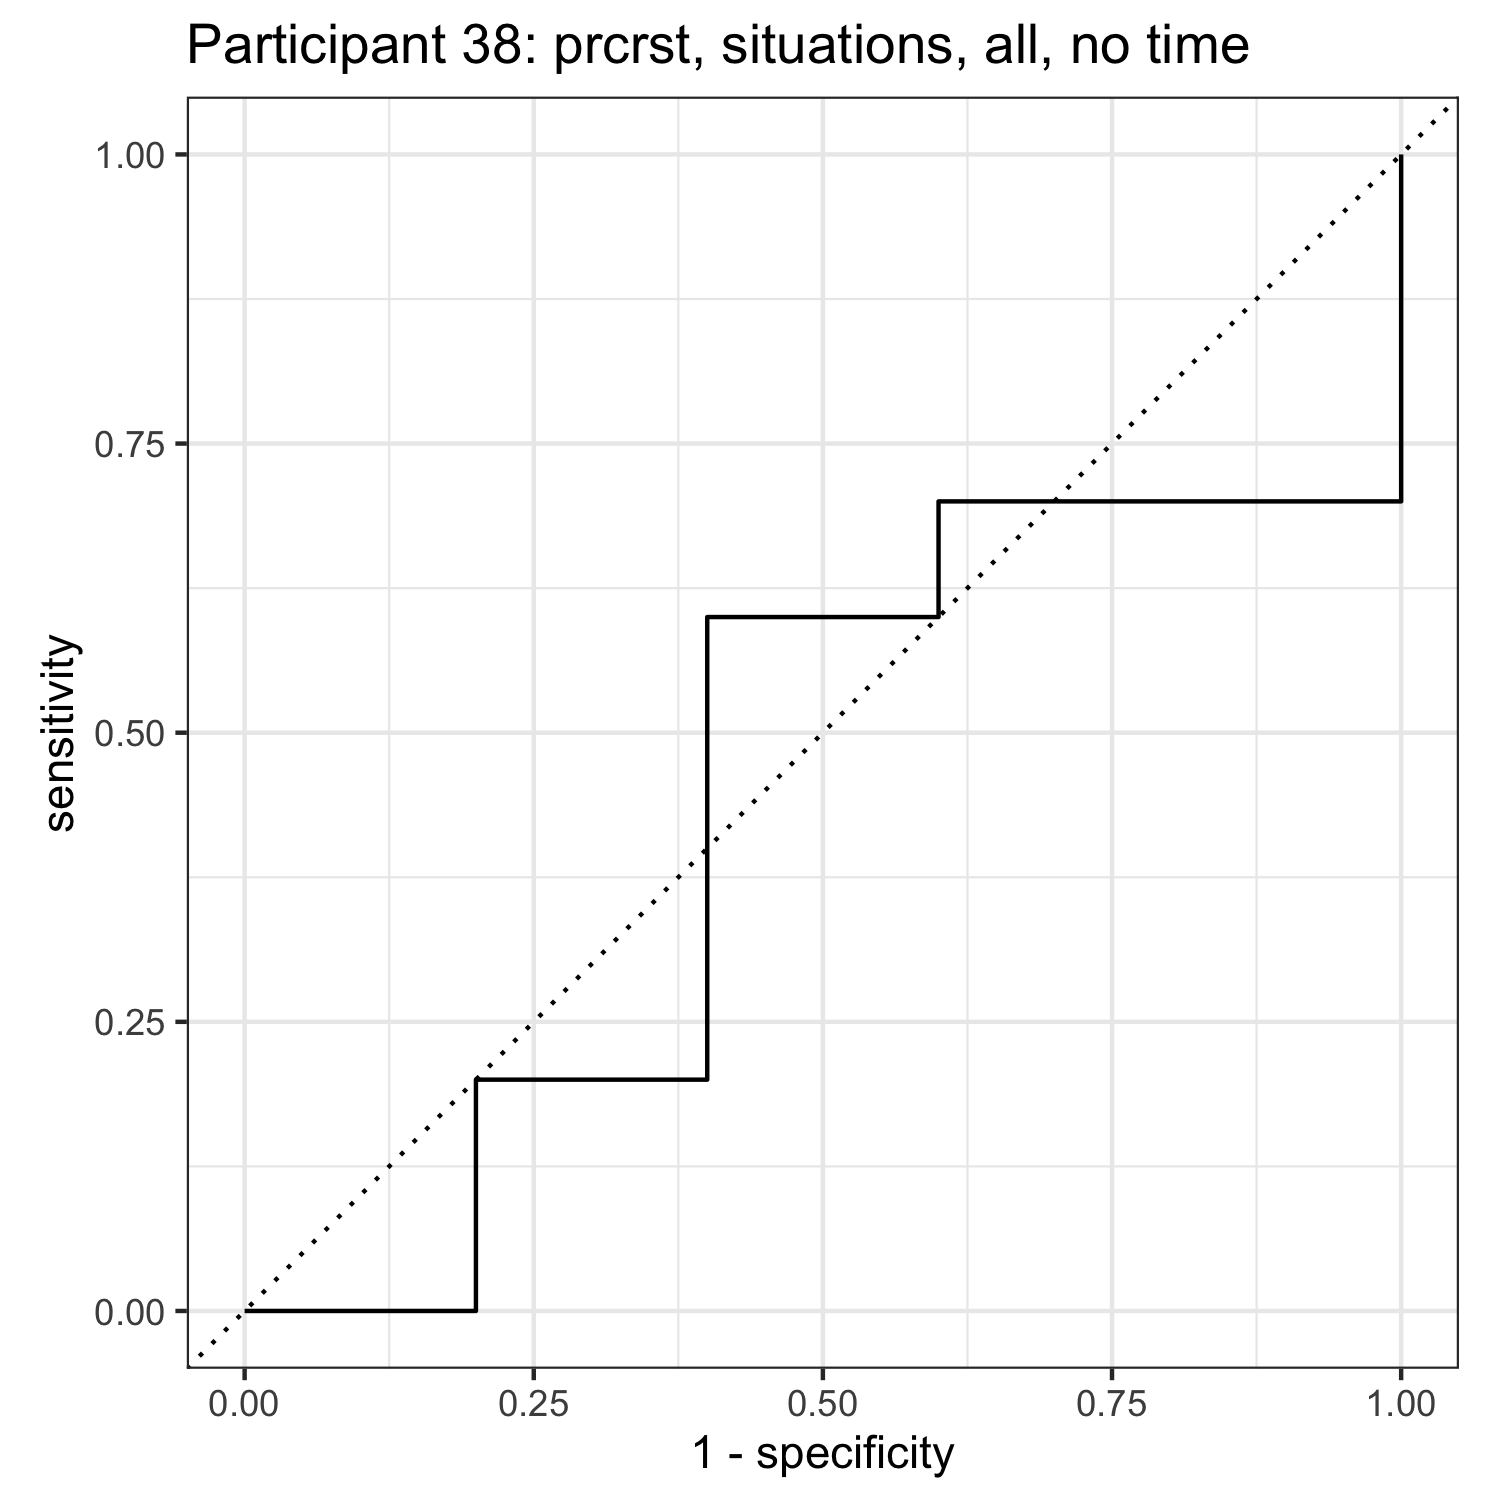 Participant 38: prcrst, situations, all, no time
1.00
0.75
0.50
0.25
0.00
sensitivity
0.00 0.25 0.50 0.75 1.00
1 - specificity